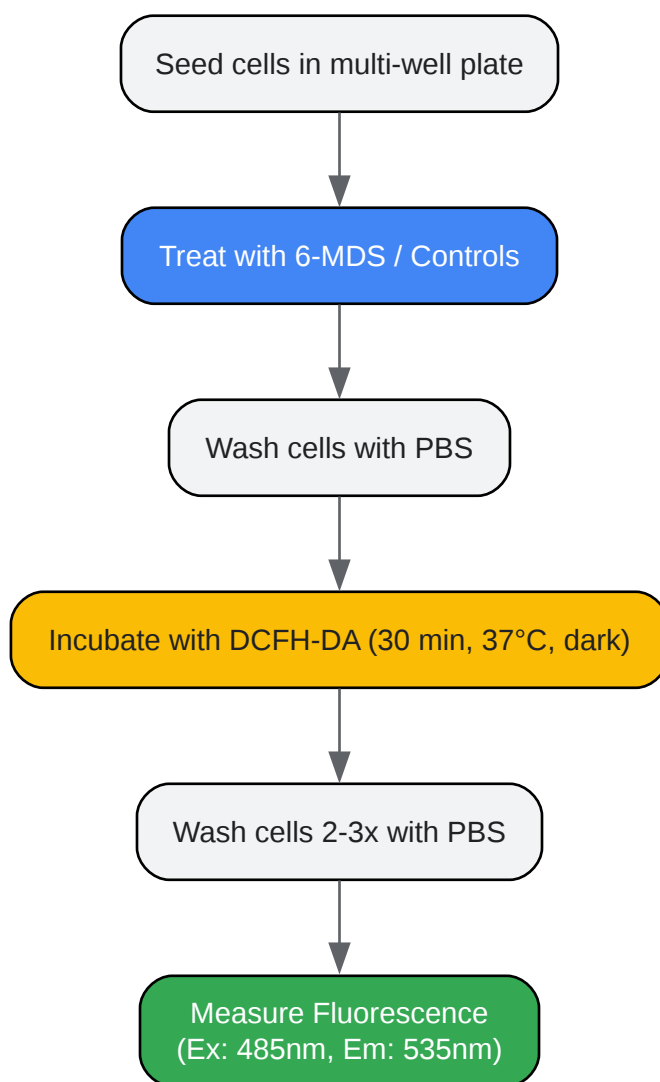 Seed cells in multi-well plate
Treat with 6-MDS / Controls
Wash cells with PBS
Incubate with DCFH-DA (30 min, 37°C, dark)
Wash cells 2-3x with PBS
Measure Fluorescence
(Ex: 485nm, Em: 535nm)